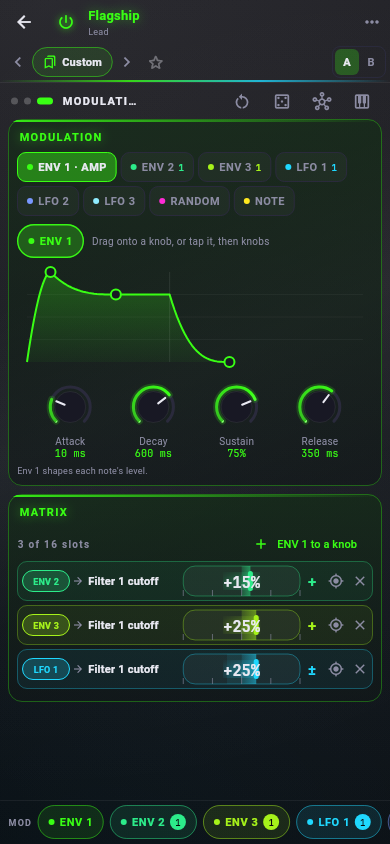 Flagship
Lead
Custom
A B
MODULATI…
MODULATION
ENV 1 · AMP ENV 2 1 ENV 3 1 LFO 1 1
LFO 2 LFO 3 RANDOM NOTE
ENV 1 Drag onto a knob, or tap it, then knobs
Attack Decay Sustain Release
10 ms 600 ms 75% 350 ms
Env 1 shapes each note's level.
MATRIX
3 of 16 slots + ENV 1 to a knob
ENV 2 → Filter 1 cutoff +15% +
ENV 3 → Filter 1 cutoff +25% +
LFO 1 → Filter 1 cutoff +25% ±
MOD ENV 1 ENV 2 1 ENV 3 1 LFO 1 1